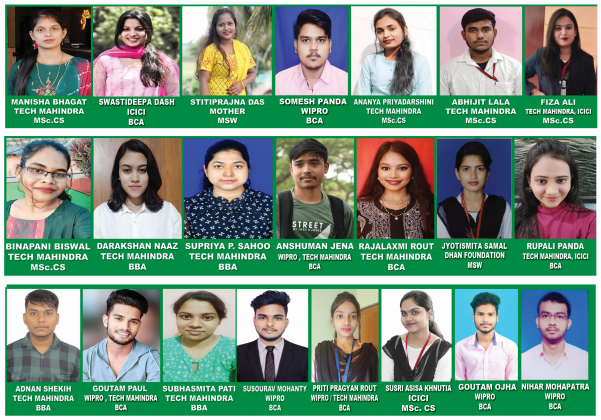 MANISHA BHAGAT
TECH MAHINDRA
MSc.CS
SWASTIDEEPA DASH
ICICI
BCA
STITIPRAJNA DAS
MOTHER
MSW
SOMESH PANDA
WIPRO
BCA
ANANYA PRIYADARSHINI
TECH MAHINDRA
MSc.CS
ABHIJIT LALA
TECH MAHINDRA
MSc.CS
FIZA ALI
TECH MAHINDRA, ICICI
MSc.CS
BINAPANI BISWAL
TECH MAHINDRA
MSc.CS
DARAKSHAN NAAZ
TECH MAHINDRA
BBA
SUPRIYA P. SAHOO
TECH MAHINDRA
BBA
STREET
ANSHUMAN JENA
WIPRO , TECH MAHINDRA
BCA
RAJALAXMI ROUT
TECH MAHINDRA
BCA
JYOTISMITA SAMAL
DHAN FOUNDATION
MSW
RUPALI PANDA
TECH MAHINDRA, ICICI
BCA
ADNAN SHEKIH
TECH MAHINDRA
BBA
GOUTAM PAUL
WIPRO , TECH MAHINDRA
BCA
SUBHASMITA PATI
TECH MAHINDRA
BBA
SUSOURAV MOHANTY
WIPRO
BCA
PRITI PRAGYAN ROUT
WIPRO / TECH MAHINDRA
BCA
SUSRI ASISA KHNUTIA
ICICI
MSc. CS
GOUTAM OJHA
WIPRO
BCA
NIHAR MOHAPATRA
WIPRO
BCA